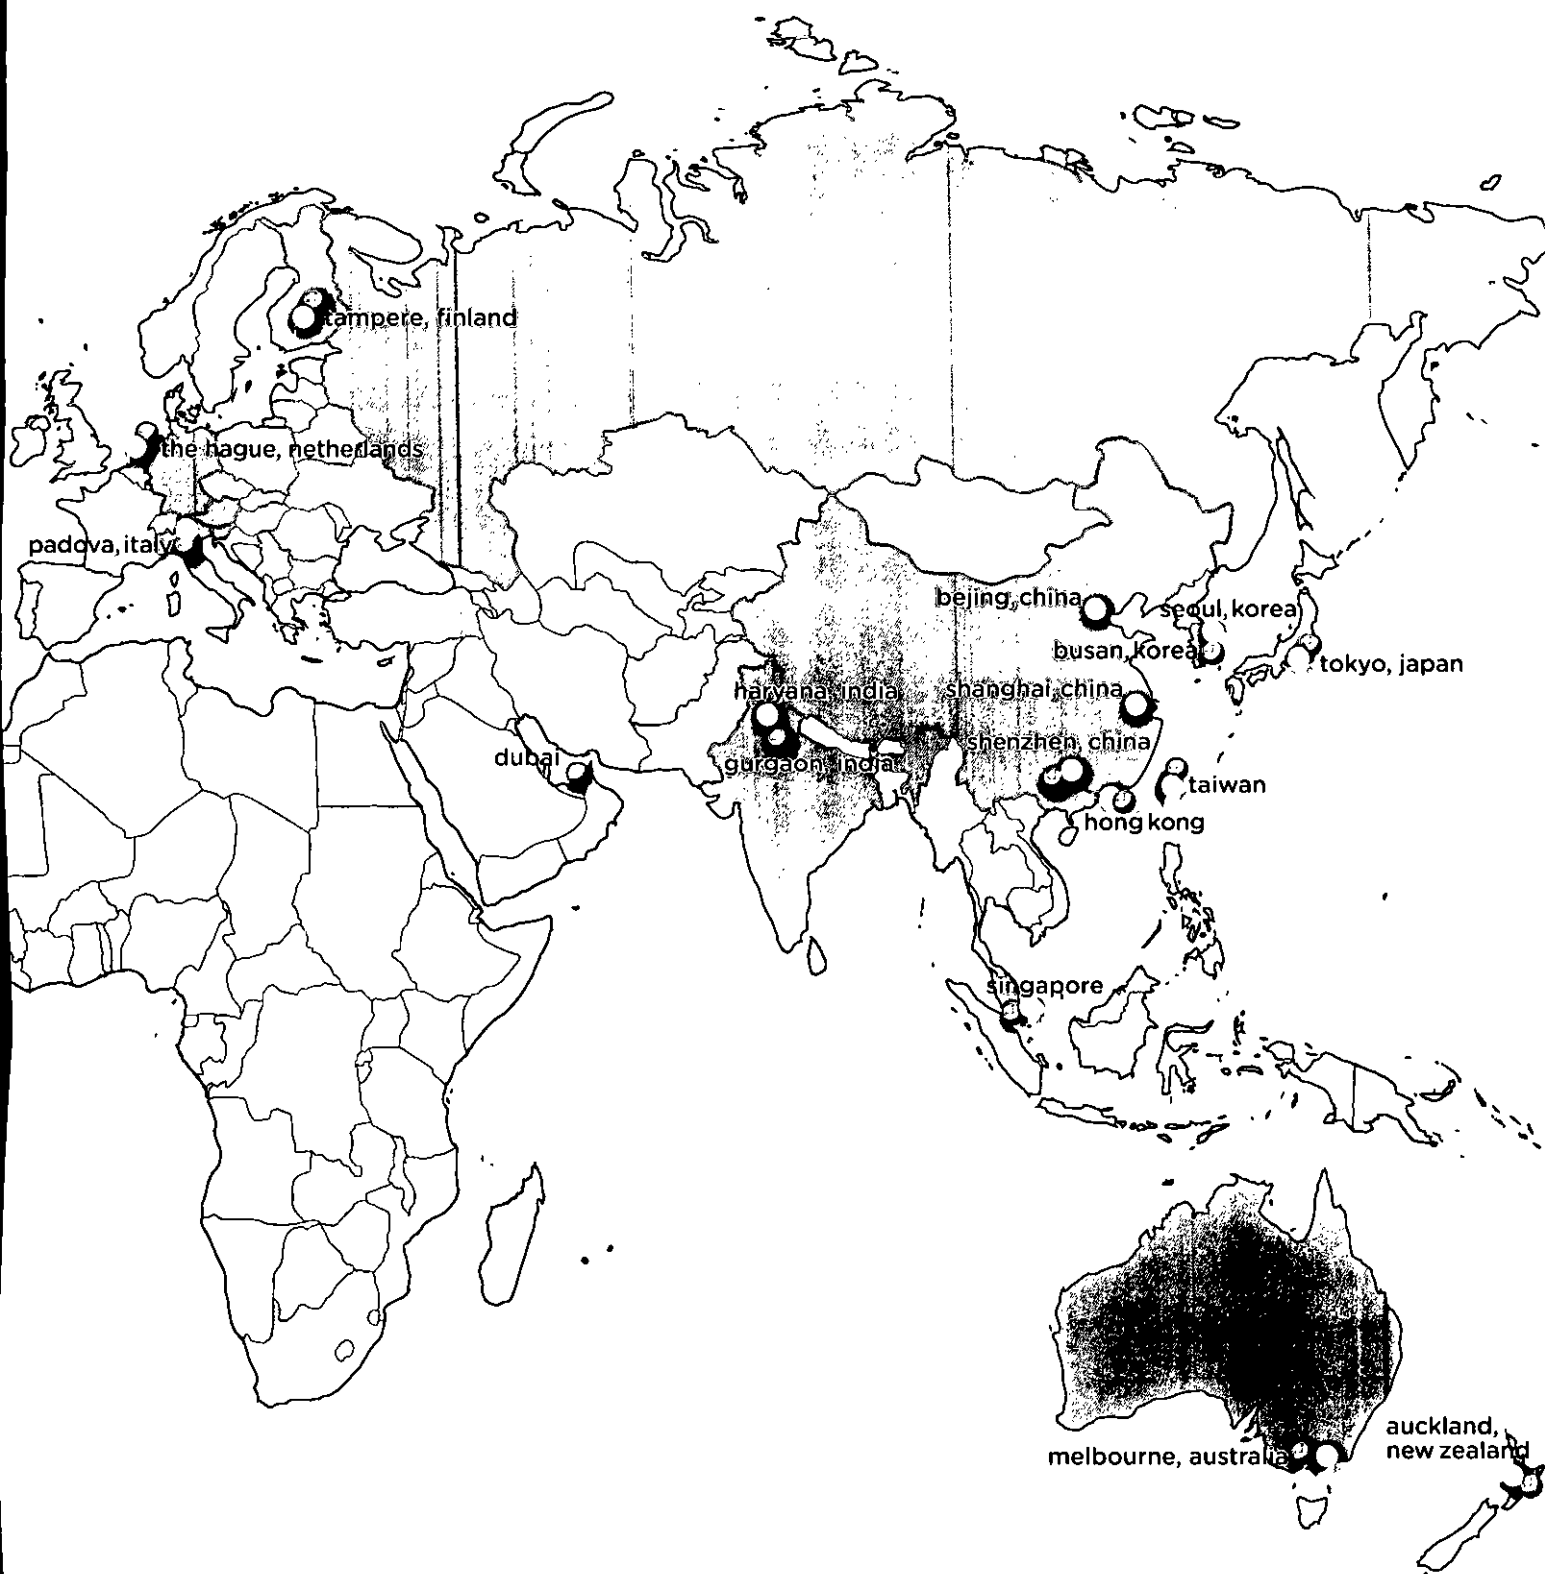 tampere, finland
the hague, netherlands
padova, italy
bejing, china
seoul, korea
busan, korea
tokyo, japan
haryana, india
shanghai, china
shenzhen, china
dubai
gurgaon, india
taiwan
hong kong
singapore
auckland,
new zealand
melbourne, australia